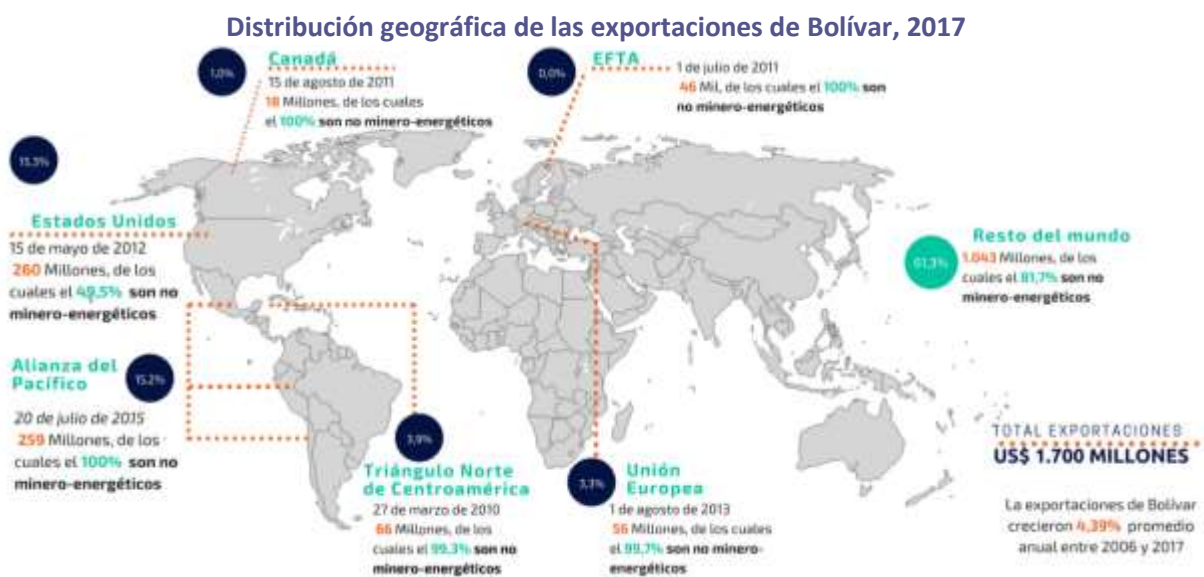 Distribución geográfica de las exportaciones de Bolívar, 2017
1,0%
Canadá
15 de agosto de 2011
18 Millones, de los cuales
el 100% son no minero-energéticos
0,0%
EFTA
1 de julio de 2011
46 Mil, de los cuales el 100% son
no minero-energéticos
15,3%
Estados Unidos
15 de mayo de 2012
260 Millones, de los
cuales el 49,5% son no
minero-energéticos
61,3%
Resto del mundo
1.043 Millones, de los
cuales el 81,7% son no
minero-energéticos
Alianza del
Pacífico
15,2%
20 de julio de 2015
259 Millones, de los
cuales el 100% son no
minero-energéticos
3,9%
Triángulo Norte
de Centroamérica
27 de marzo de 2010
66 Millones, de los
cuales el 99,3% son no
minero-energéticos
3,3%
Unión
Europea
1 de agosto de 2013
56 Millones, de los cuales
el 99,7% son no minero-
energéticos
TOTAL EXPORTACIONES
US$ 1.700 MILLONES
La exportaciones de Bolívar
crecieron 4,39% promedio
anual entre 2006 y 2017